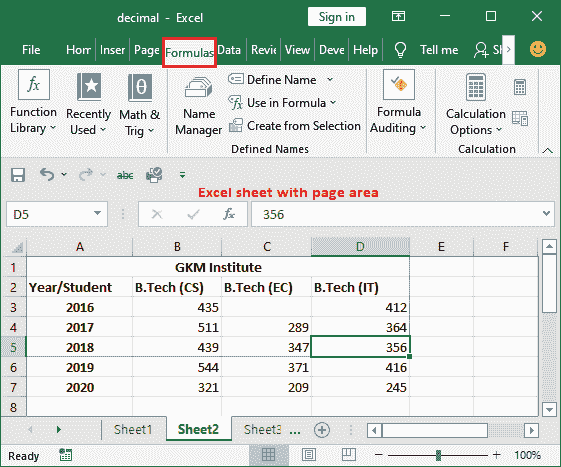 decimal - Excel
Sign in
File Hom Inser Page Formulas Data Revie View Deve Help Tell me Sh
Function Library
Recently Used
Math & Trig
Name Manager
Define Name
Use in Formula
Create from Selection
Defined Names
Formula Auditing
Calculation Options
Calculation
abc
Excel sheet with page area
D5 fx 356
A B C D E F
1 GKM Institute
2 Year/Student B.Tech (CS) B.Tech (EC) B.Tech (IT)
3 2016 435 412
4 2017 511 289 364
5 2018 439 347 356
6 2019 544 371 416
7 2020 321 209 245
8
Sheet1 Sheet2 Sheet3 ...
Ready 100%